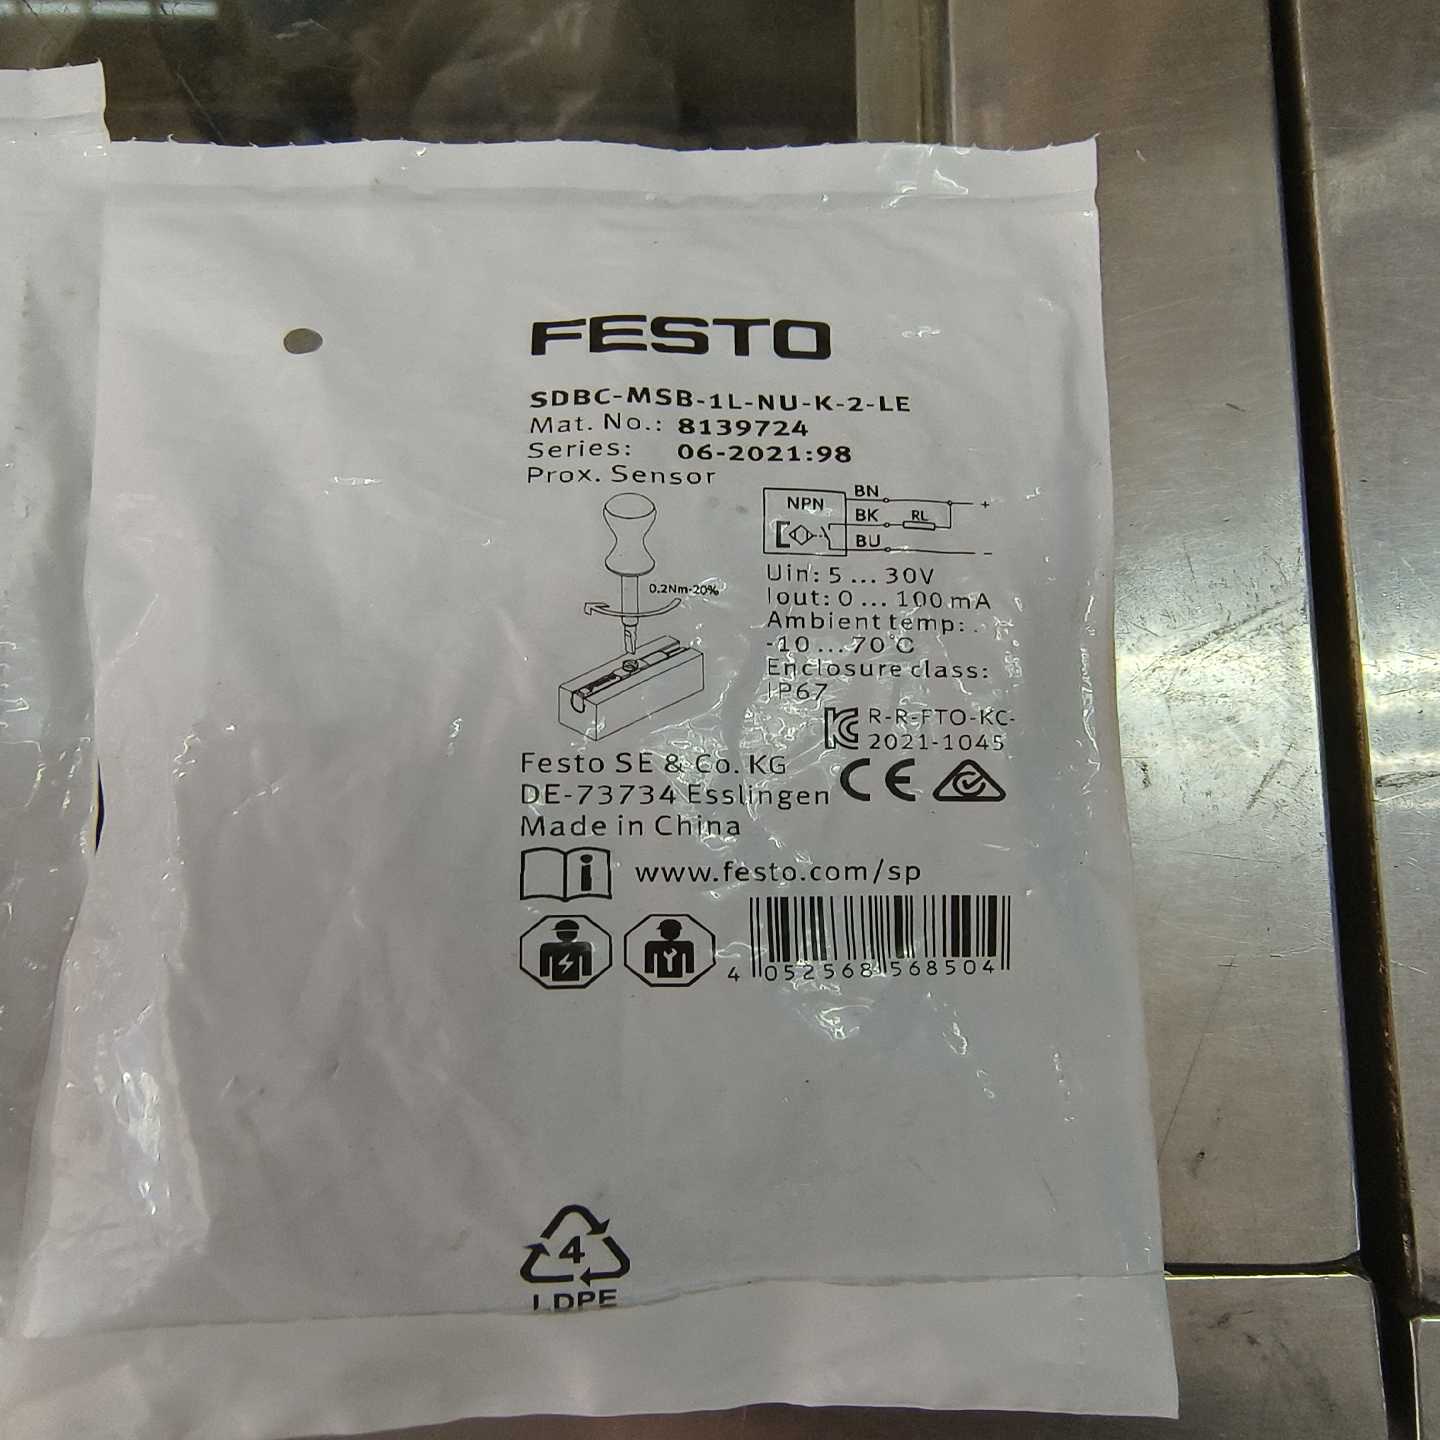 FESTO
SDBC-MSB-1L-NU-K-2-LE
Mat. No.: 8139724
Series: 06-2021:98
Prox. Sensor
NPN
BN
+
BK
RL
BU
-
0.2Nm-20%
Uin: 5 ... 30V
Iout: 0 ... 100 mA
Ambient temp:
-10 ... 70°C
Enclosure class:
IP67
R-R-FTO-KC-
2021-1045
Festo SE & Co. KG
DE-73734 Esslingen
CE
Made in China
i
www.festo.com/sp
4 052568 568504
4
LDPE